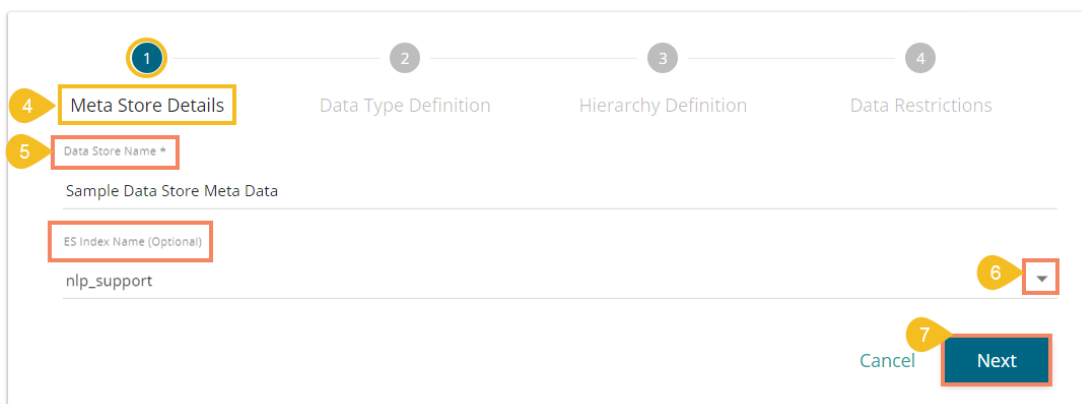 1 2 3 4
4 Meta Store Details Data Type Definition Hierarchy Definition Data Restrictions
5 Data Store Name *
Sample Data Store Meta Data
ES Index Name (Optional)
nlp_support 6
7
Cancel Next